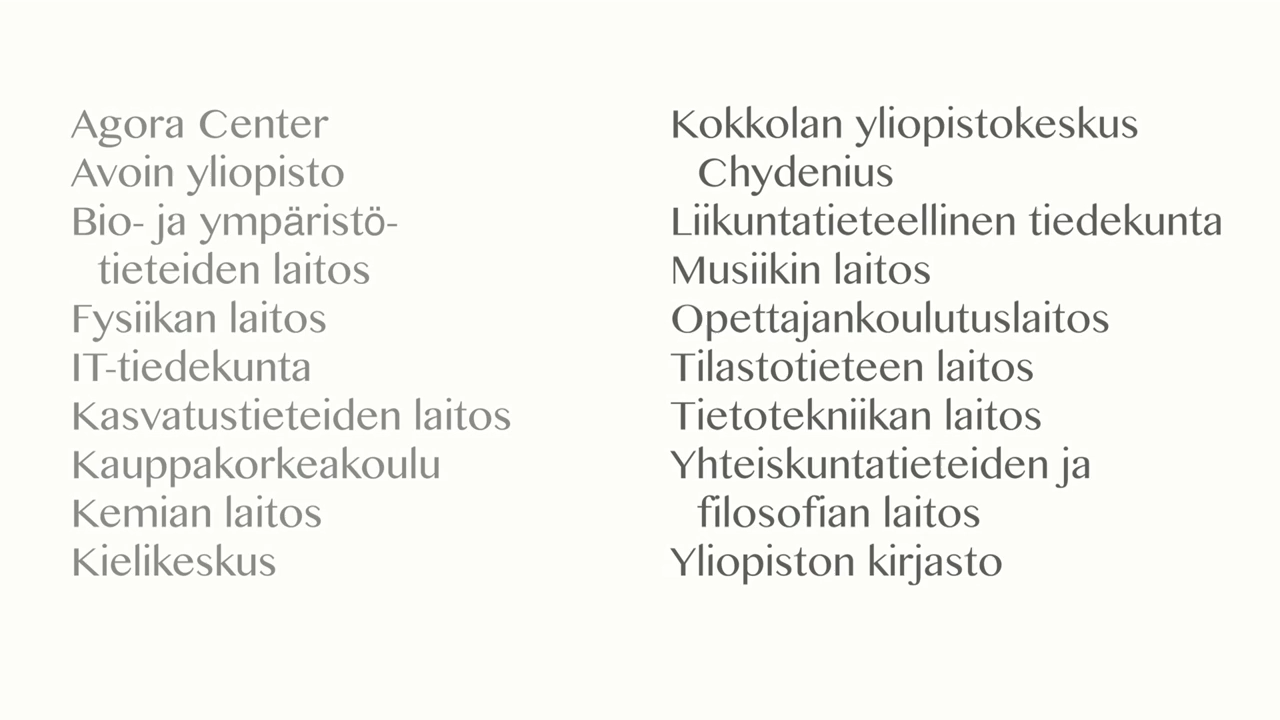 Agora Center
Avoin yliopisto
Bio- ja ympäristö-
tieteiden laitos
Fysiikan laitos
IT-tiedekunta
Kasvatustieteiden laitos
Kauppakorkeakoulu
Kemian laitos
Kielikeskus
Kokkolan yliopistokeskus
Chydenius
Liikuntatieteellinen tiedekunta
Musiikin laitos
Opettajankoulutuslaitos
Tilastotieteen laitos
Tietotekniikan laitos
Yhteiskuntatieteiden ja
filosofian laitos
Yliopiston kirjasto